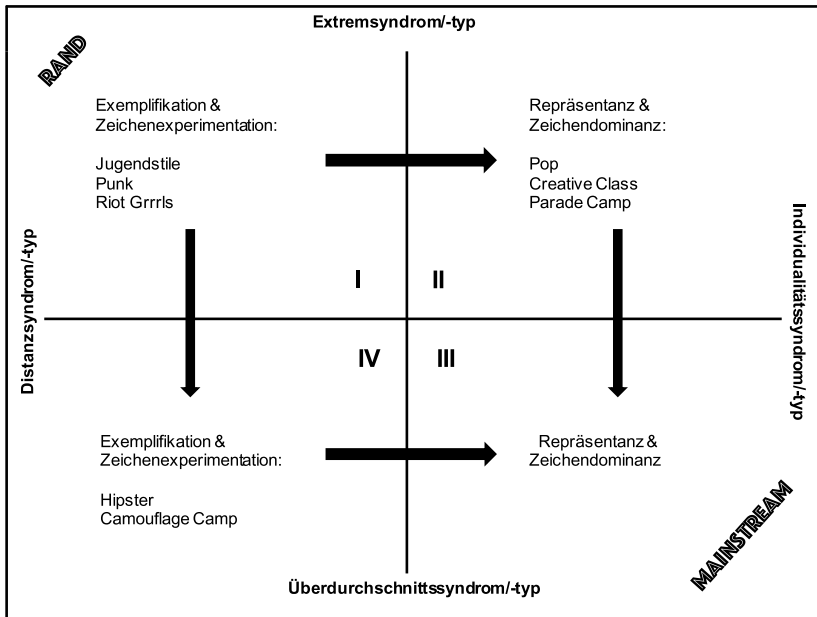 Extremsyndrom/-typ
RAND
Exemplifikation &
Zeichenexperimentation:
Jugendstile
Punk
Riot Grrrls
Repräsentanz &
Zeichendominanz:
Pop
Creative Class
Parade Camp
Distanzsyndrom/-typ
Individualitätssyndrom/-typ
I
II
IV
III
Exemplifikation &
Zeichenexperimentation:
Hipster
Camouflage Camp
Repräsentanz &
Zeichendominanz
MAINSTREAM
Überdurchschnittssyndrom/-typ